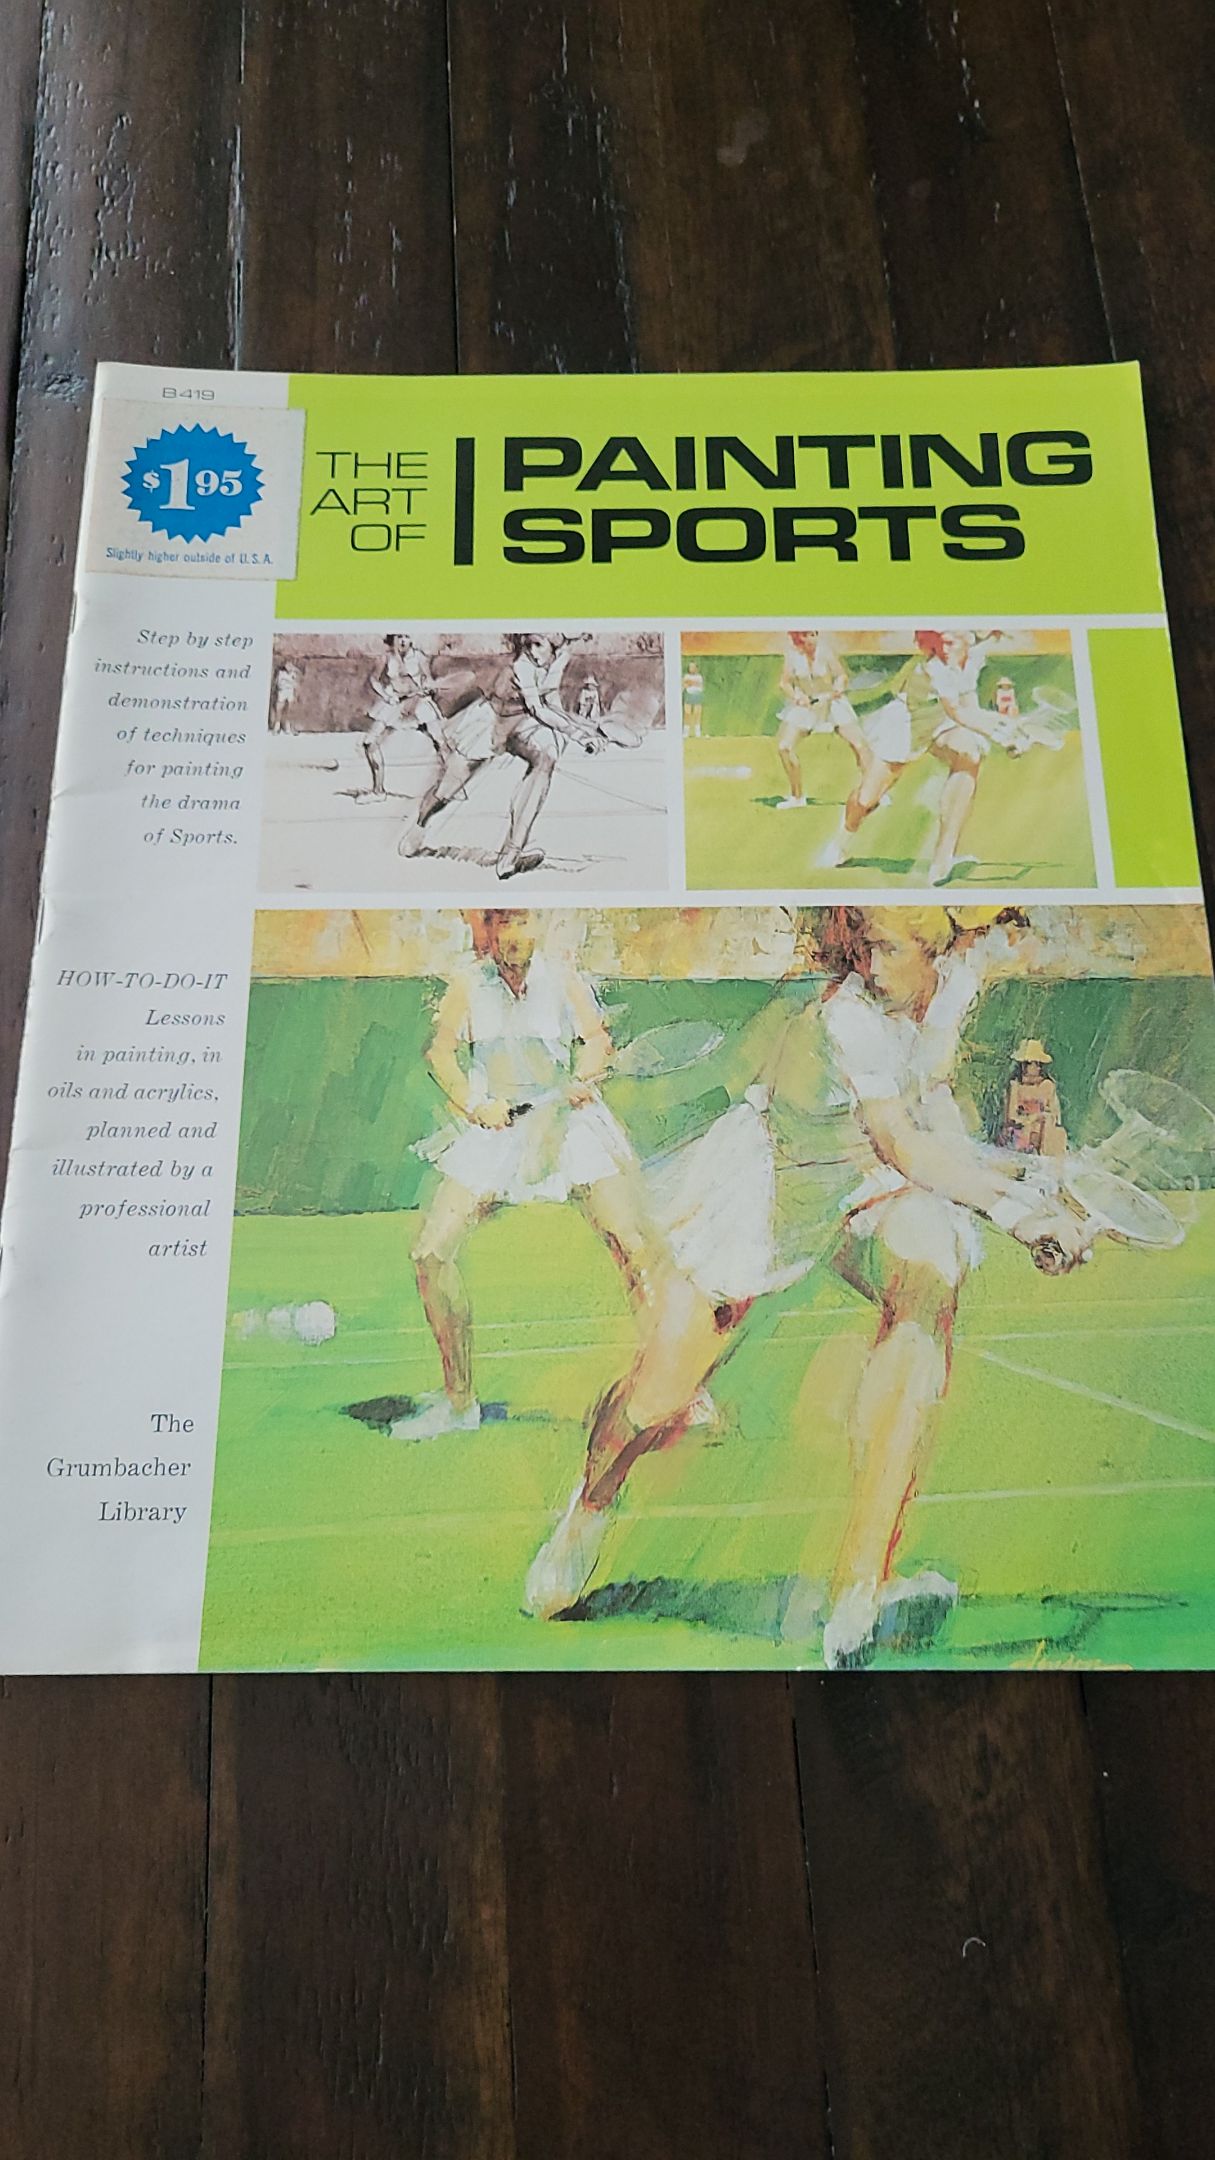 B419
$1 95
Slightly higher outside of U.S.A.
THE
ART
OF
PAINTING
SPORTS
Step by step
instructions and
demonstration
of techniques
for painting
the drama
of Sports.
HOW-TO-DO-IT
Lessons
in painting, in
oils and acrylics,
planned and
illustrated by a
professional
artist
The
Grumbacher
Library